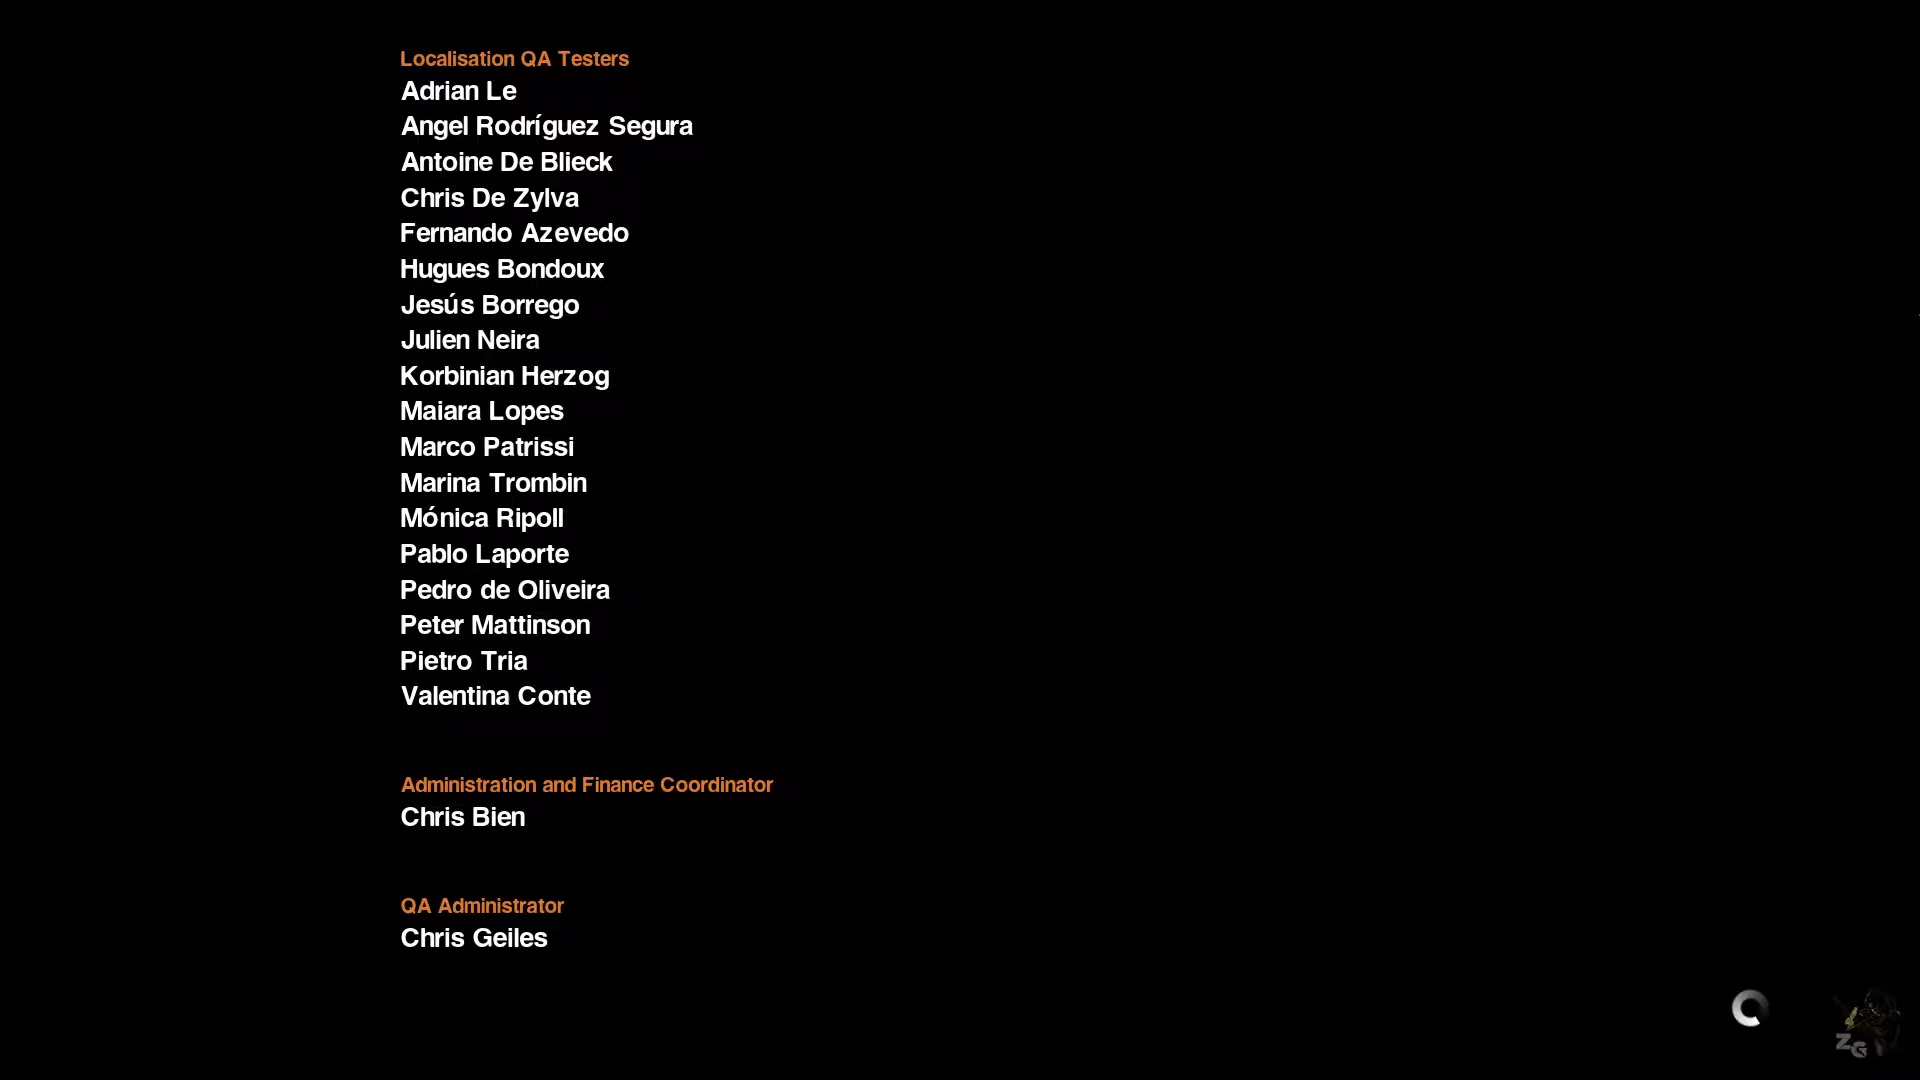 Localisation QA Testers
Adrian Le
Angel Rodríguez Segura
Antoine De Blieck
Chris De Zylva
Fernando Azevedo
Hugues Bondoux
Jesús Borrego
Julien Neira
Korbinian Herzog
Maiara Lopes
Marco Patrissi
Marina Trombin
Mónica Ripoll
Pablo Laporte
Pedro de Oliveira
Peter Mattinson
Pietro Tria
Valentina Conte
Administration and Finance Coordinator
Chris Bien
QA Administrator
Chris Geiles
ZG